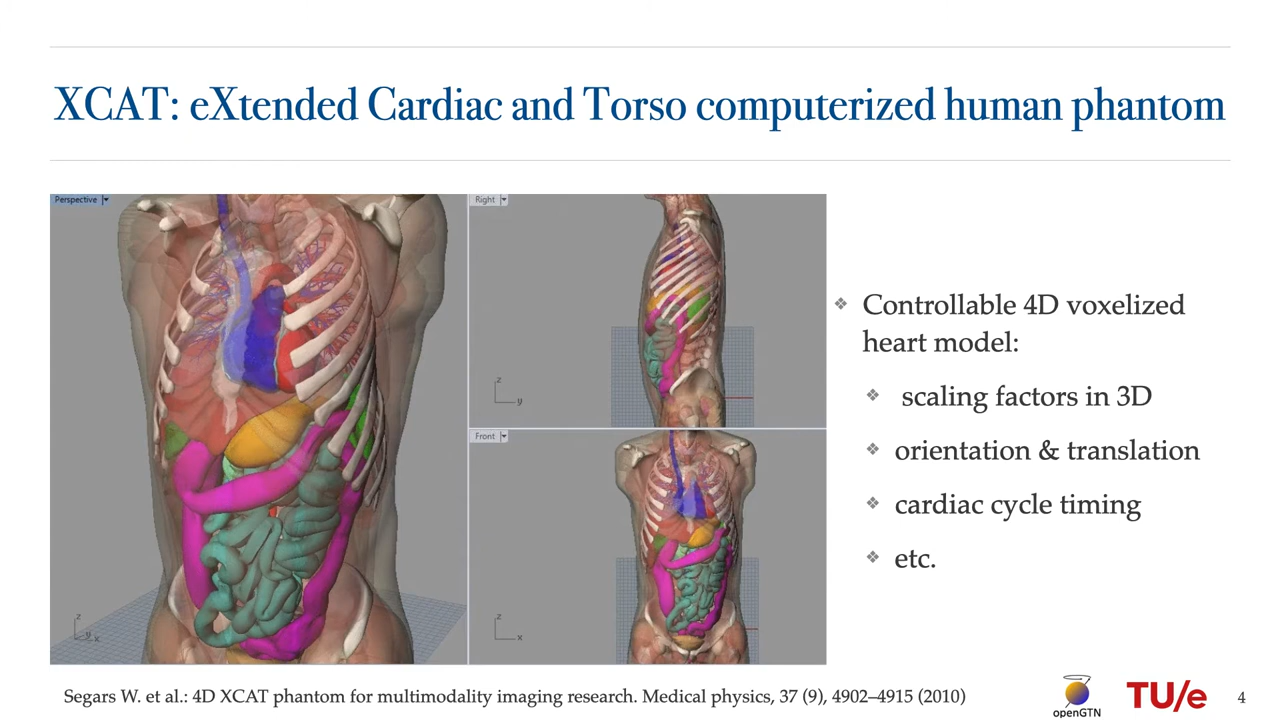 XCAT: eXtended Cardiac and Torso computerized human phantom
Perspective
Right
Front
z
y
x
z
y
z
x
❖ Controllable 4D voxelized
heart model:
❖ scaling factors in 3D
❖ orientation & translation
❖ cardiac cycle timing
❖ etc.
Segars W. et al.: 4D XCAT phantom for multimodality imaging research. Medical physics, 37 (9), 4902–4915 (2010)
openGTN
TU/e
4